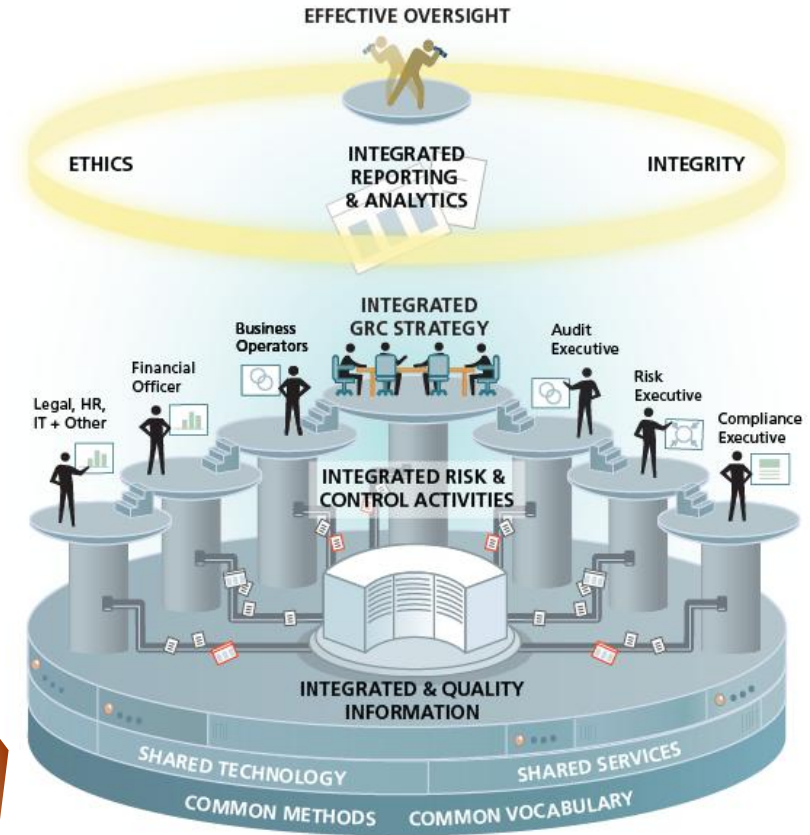 EFFECTIVE OVERSIGHT
ETHICS
INTEGRATED
REPORTING
& ANALYTICS
INTEGRITY
INTEGRATED
GRC STRATEGY
Business
Operators
Audit
Executive
Financial
Officer
Risk
Executive
Legal, HR,
IT + Other
Compliance
Executive
INTEGRATED RISK &
CONTROL ACTIVITIES
INTEGRATED & QUALITY
INFORMATION
SHARED TECHNOLOGY
SHARED SERVICES
COMMON METHODS
COMMON VOCABULARY